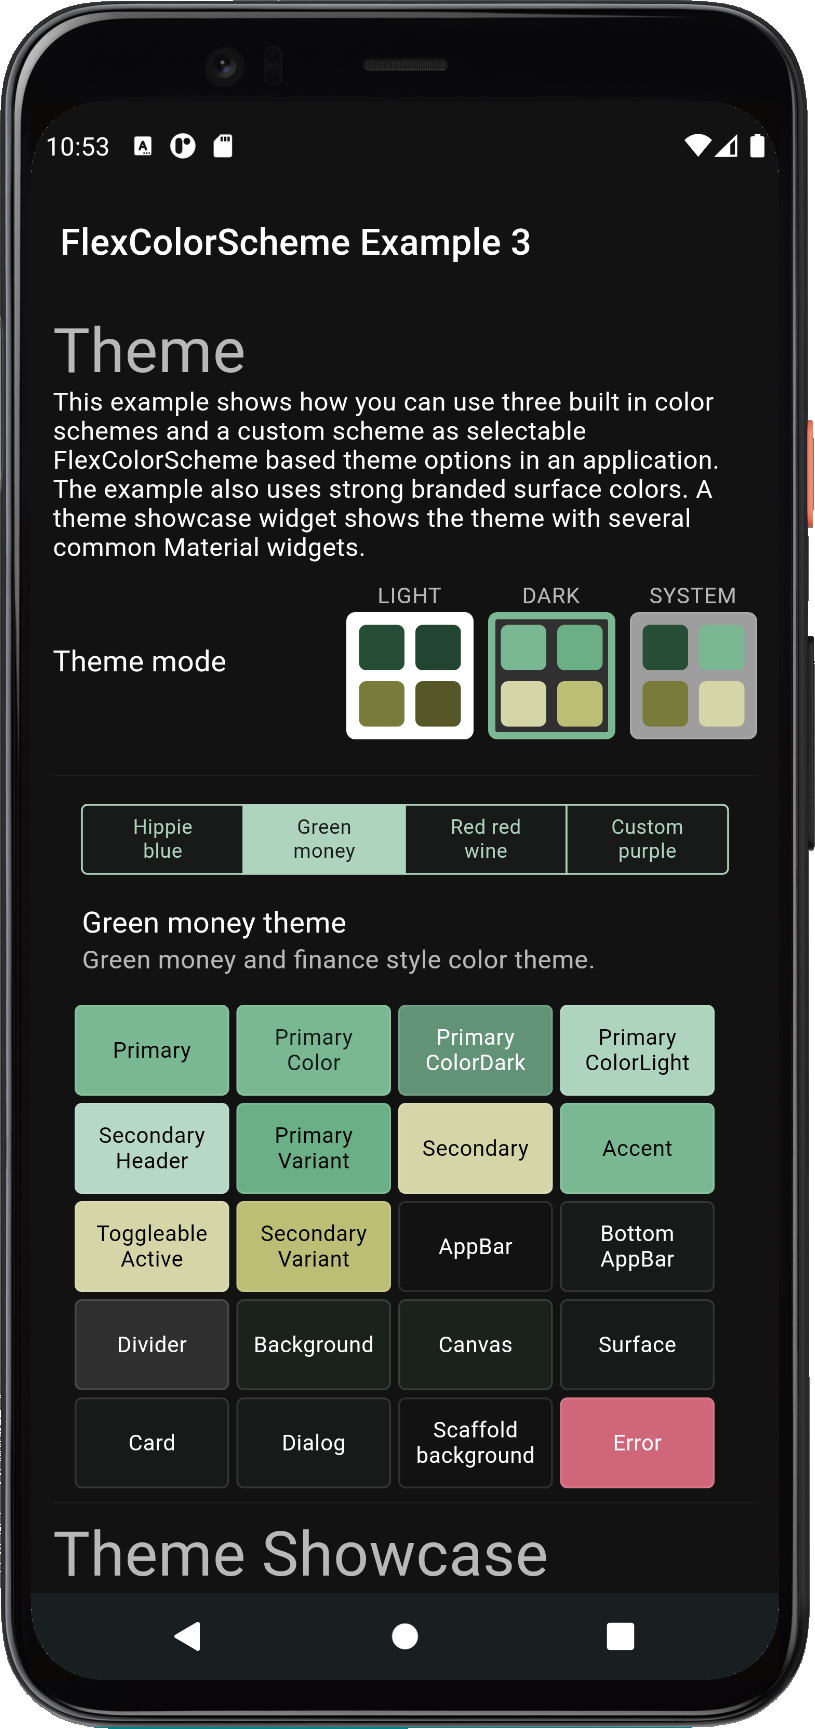 10:53
FlexColorScheme Example 3
Theme
This example shows how you can use three built in color
schemes and a custom scheme as selectable
FlexColorScheme based theme options in an application.
The example also uses strong branded surface colors. A
theme showcase widget shows the theme with several
common Material widgets.
LIGHT DARK SYSTEM
Theme mode
Hippie
blue
Green
money
Red red
wine
Custom
purple
Green money theme
Green money and finance style color theme.
Primary
Primary
Color
Primary
ColorDark
Primary
ColorLight
Secondary
Header
Primary
Variant
Secondary
Accent
Toggleable
Active
Secondary
Variant
AppBar
Bottom
AppBar
Divider
Background
Canvas
Surface
Card
Dialog
Scaffold
background
Error
Theme Showcase